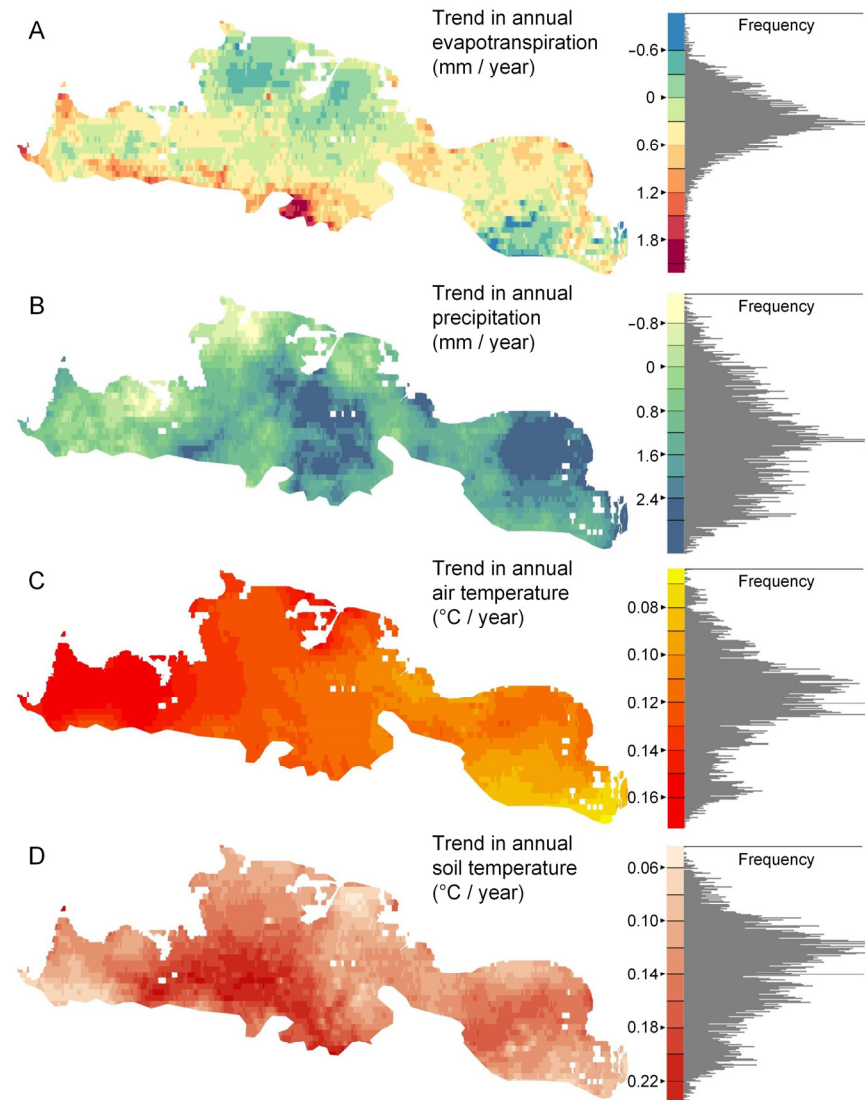 A
Trend in annual
evapotranspiration
(mm / year)
Frequency
−0.6
0
0.6
1.2
1.8
B
Trend in annual
precipitation
(mm / year)
Frequency
−0.8
0
0.8
1.6
2.4
C
Trend in annual
air temperature
(°C / year)
Frequency
0.08
0.10
0.12
0.14
0.16
D
Trend in annual
soil temperature
(°C / year)
Frequency
0.06
0.10
0.14
0.18
0.22